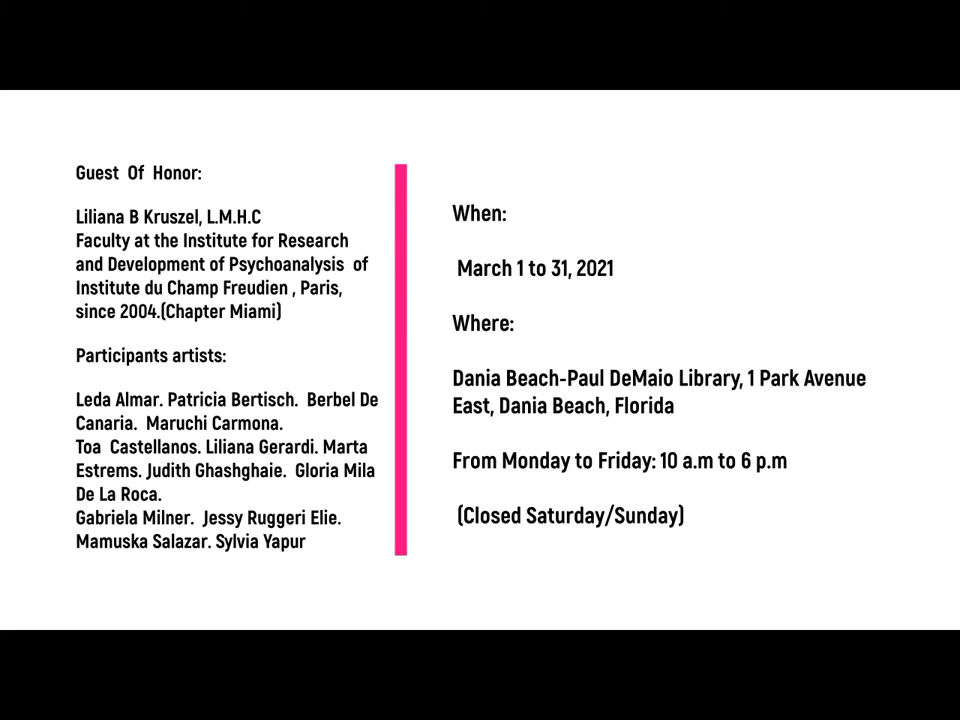 Guest Of Honor:
Liliana B Kruszel, L.M.H.C
Faculty at the Institute for Research
and Development of Psychoanalysis of
Institute du Champ Freudien , Paris,
since 2004.(Chapter Miami)
Participants artists:
Leda Almar. Patricia Bertisch. Berbel De
Canaria. Maruchi Carmona.
Toa Castellanos. Liliana Gerardi. Marta
Estrems. Judith Ghashghaie. Gloria Mila
De La Roca.
Gabriela Milner. Jessy Ruggeri Elie.
Mamuska Salazar. Sylvia Yapur
When:
March 1 to 31, 2021
Where:
Dania Beach-Paul DeMaio Library, 1 Park Avenue
East, Dania Beach, Florida
From Monday to Friday: 10 a.m to 6 p.m
(Closed Saturday/Sunday)